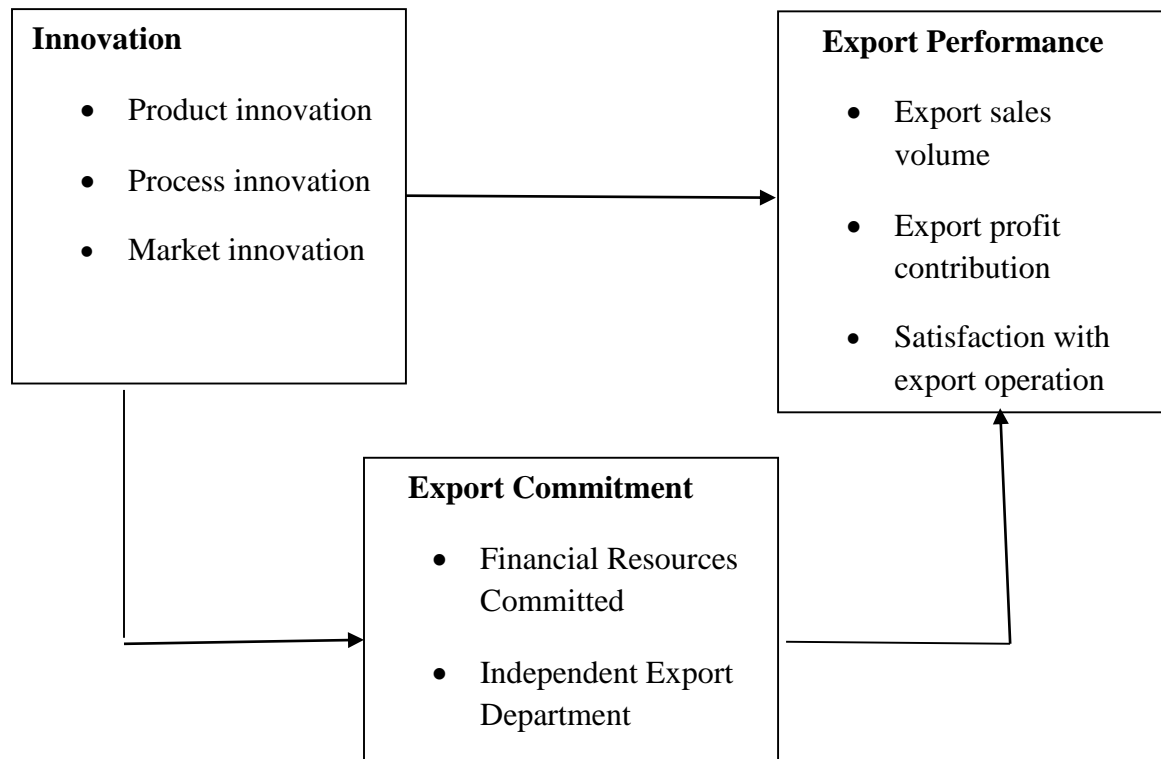 Innovation
• Product innovation
• Process innovation
• Market innovation
Export Performance
• Export sales
volume
• Export profit
contribution
• Satisfaction with
export operation
Export Commitment
• Financial Resources
Committed
• Independent Export
Department